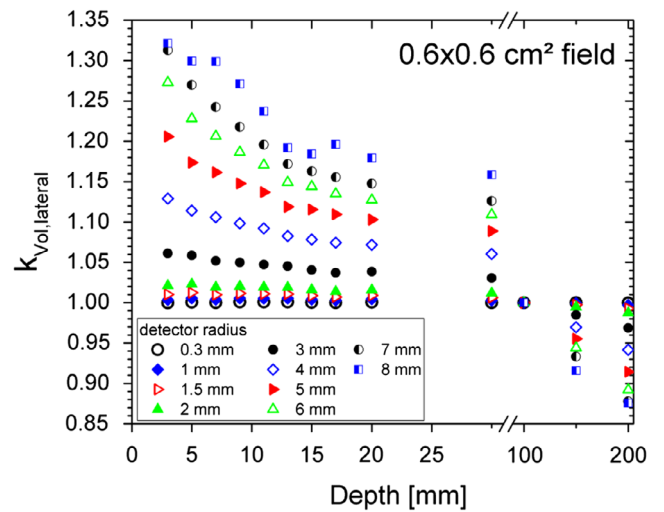 0.6x0.6 cm² field
1.35
1.30
1.25
1.20
1.15
1.10
1.05
1.00
0.95
0.90
0.85
kVol,lateral
detector radius
0.3 mm 3 mm 7 mm
1 mm 4 mm 8 mm
1.5 mm 5 mm
2 mm 6 mm
0 5 10 15 20 25 100 200
Depth [mm]